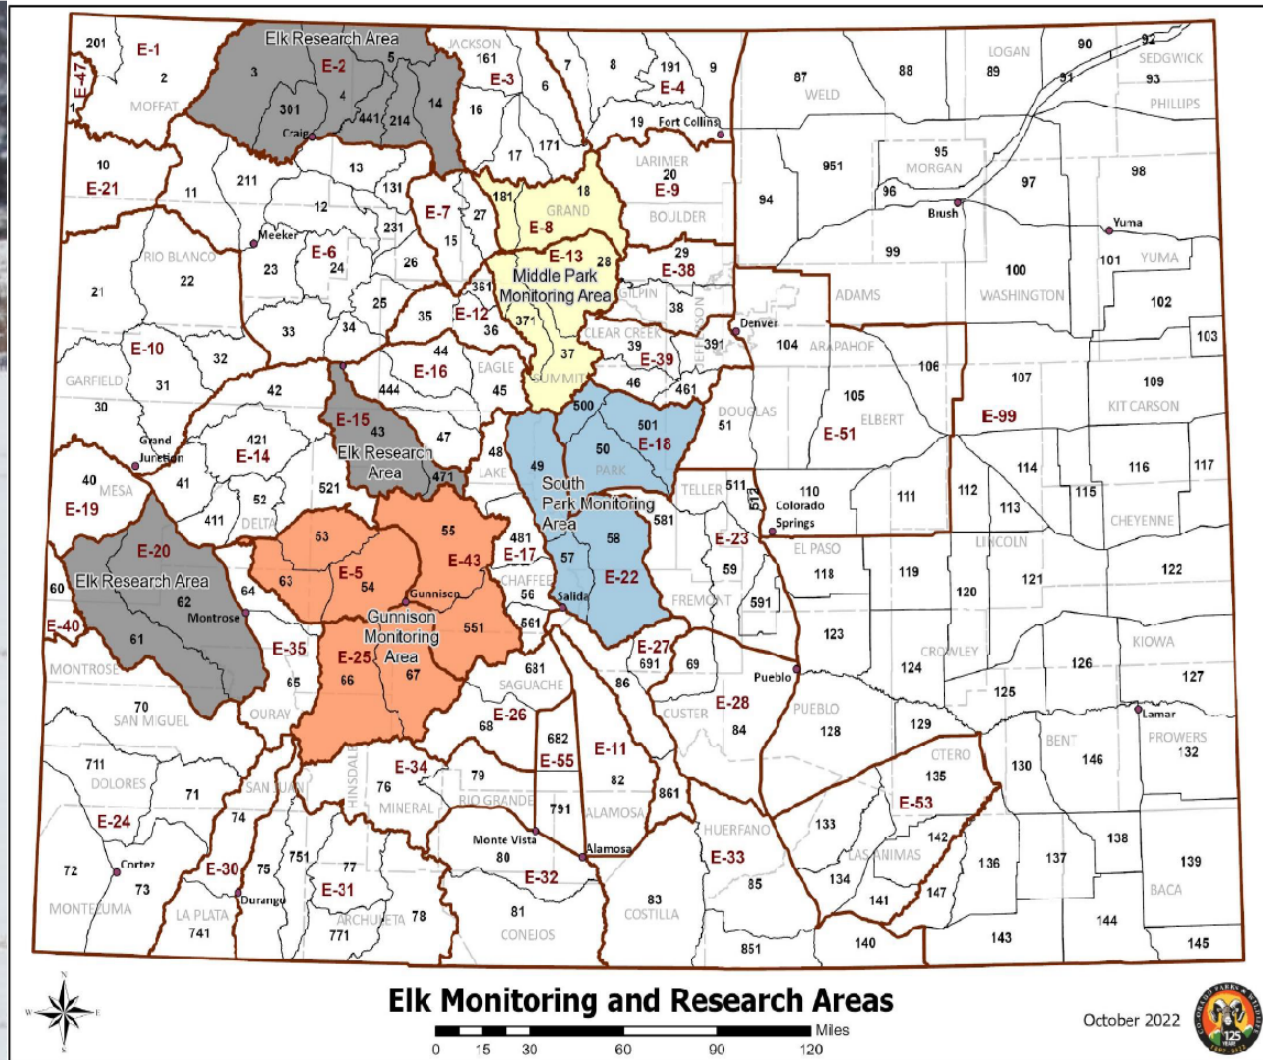 Elk Research Area
JACKSON
LOGAN
SEDGWICK
201
E-1
2
E-47
1
MOFFAT
3
E-2
5
4
301
441
214
14
Craig
161
E-3
6
16
17
171
7
8
191
9
E-4
19
Fort Collins
87
WELD
88
89
90
91
92
93
PHILLIPS
10
E-21
11
211
13
131
12
231
Meeker
E-6
23
24
26
RIO BLANCO
22
21
25
33
34
E-7
15
27
181
18
GRAND
E-8
E-13
28
Middle Park
Monitoring Area
371
37
SUMMIT
LARIMER
20
E-9
BOULDER
29
E-38
GILPIN
38
JEFFERSON
CLEAR CREEK
39
E-39
391
46
461
951
94
95
MORGAN
96
Brush
97
98
Yuma
99
100
101
YUMA
102
103
ADAMS
WASHINGTON
Denver
104
ARAPAHOE
106
107
109
KIT CARSON
105
ELBERT
E-51
E-99
DOUGLAS
51
E-10
32
31
GARFIELD
30
42
35
E-12
361
36
44
E-16
EAGLE
444
45
E-15
43
Elk Research
Area
47
471
48
LAKE
500
501
E-18
50
PARK
49
South
Park Monitoring
Area
Grand
Junction
421
E-14
41
40
MESA
E-19
52
521
411
DELTA
TELLER
511
512
110
Colorado
Springs
111
112
113
114
115
116
117
CHEYENNE
LINCOLN
E-20
Elk Research Area
62
61
Montrose
60
E-40
64
53
63
E-5
54
55
E-43
Gunnison
Gunnison
Monitoring
Area
551
E-25
66
67
481
E-17
CHAFFEE
56
Salida
561
57
58
E-22
581
E-23
59
591
FREMONT
EL PASO
118
119
120
121
122
123
124
CROWLEY
KIOWA
126
127
125
MONTROSE
E-35
65
OURAY
70
SAN MIGUEL
681
SAGUACHE
E-26
68
682
E-55
E-27
691
69
86
E-11
E-28
CUSTER
84
Pueblo
PUEBLO
128
129
Lamar
BENT
PROWERS
132
130
146
711
DOLORES
71
E-24
SAN JUAN
74
HINSDALE
E-34
76
MINERAL
79
RIO GRANDE
791
82
ALAMOSA
861
OTERO
135
E-53
133
142
LAS ANIMAS
134
141
147
136
137
138
139
BACA
72
Cortez
73
MONTEZUMA
E-30
75
751
77
E-31
Durango
LA PLATA
741
ARCHULETA
771
78
Monte Vista
80
E-32
Alamosa
81
CONEJOS
83
COSTILLA
HUERFANO
E-33
85
851
140
143
144
145
N
W
E
S
Elk Monitoring and Research Areas
Miles
0
15
30
60
90
120
October 2022
COLORADO PARKS & WILDLIFE
125
YEARS